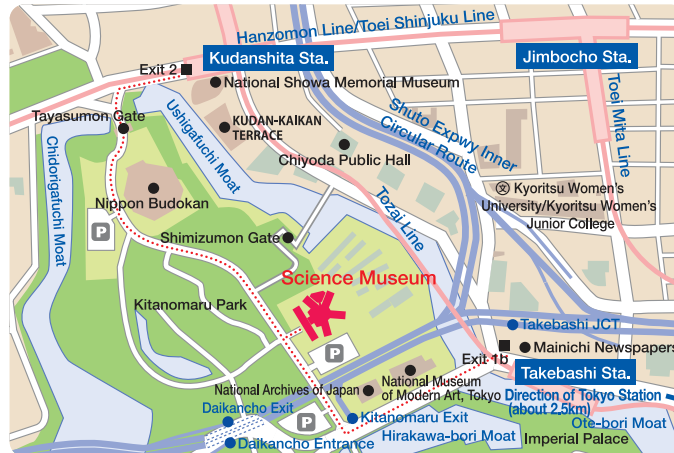 Hanzomon Line/Toei Shinjuku Line
Exit 2
Kudanshita Sta.
Jimbocho Sta.
National Showa Memorial Museum
Tayasumon Gate
Ushigafuchi Moat
KUDAN-KAIKAN
TERRACE
Shuto Expwy Inner
Circular Route
Toei Mita Line
Chiyoda Public Hall
Chidorigafuchi Moat
文
Kyoritsu Women's
University/Kyoritsu Women's
Junior College
Nippon Budokan
Tozai Line
P
Shimizumon Gate
Science Museum
Kitanomaru Park
Takebashi JCT
P
Mainichi Newspapers
Exit 1b
Takebashi Sta.
National Archives of Japan
National Museum
of Modern Art, Tokyo
Direction of Tokyo Station
(about 2.5km)
Daikancho Exit
P
Kitanomaru Exit
Ote-bori Moat
Daikancho Entrance
Hirakawa-bori Moat
Imperial Palace